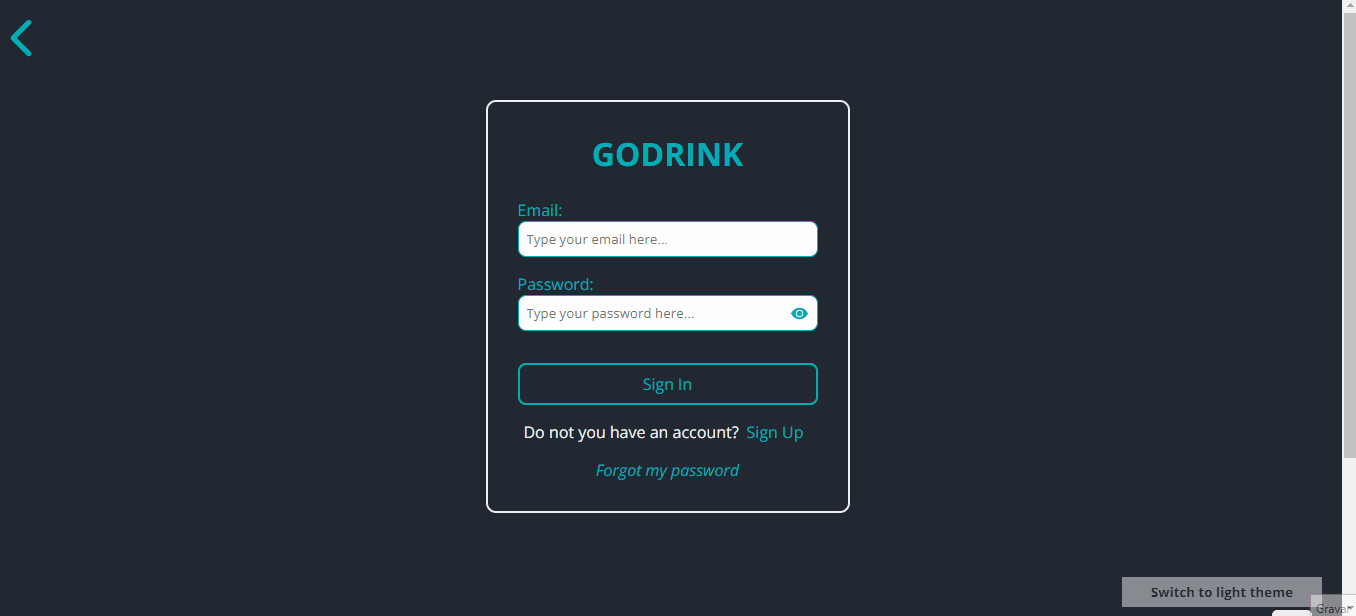 GODRINK
Email:
Type your email here...
Password:
Type your password here...
Sign In
Do not you have an account? Sign Up
Forgot my password
Switch to light theme